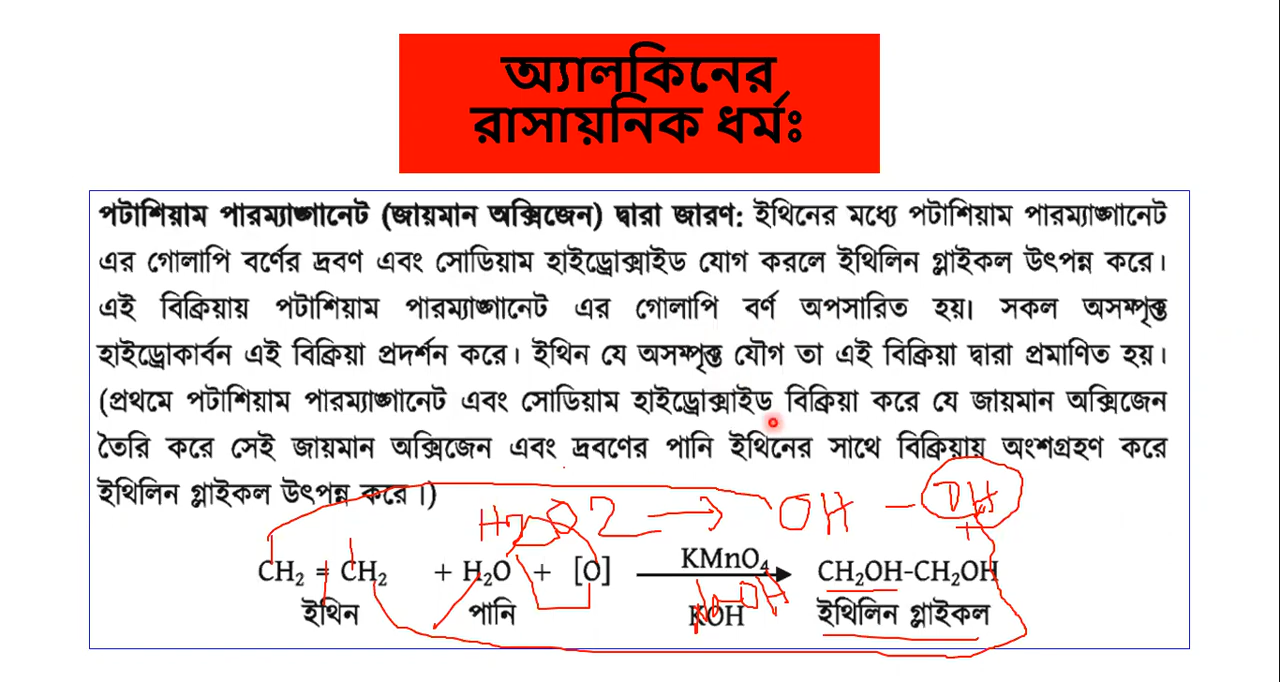 অ্যালকিনের
রাসায়নিক ধর্মঃ
পটাশিয়াম পারম্যাঙ্গানেট (জায়মান অক্সিজেন) দ্বারা জারণ: ইথিনের মধ্যে পটাশিয়াম পারম্যাঙ্গানেট
এর গোলাপি বর্ণের দ্রবণ এবং সোডিয়াম হাইড্রোক্সাইড যোগ করলে ইথিলিন গ্লাইকল উৎপন্ন করে।
এই বিক্রিয়ায় পটাশিয়াম পারম্যাঙ্গানেট এর গোলাপি বর্ণ অপসারিত হয়। সকল অসম্পৃক্ত
হাইড্রোকার্বন এই বিক্রিয়া প্রদর্শন করে। ইথিন যে অসম্পৃক্ত যৌগ তা এই বিক্রিয়া দ্বারা প্রমাণিত হয়।
(প্রথমে পটাশিয়াম পারম্যাঙ্গানেট এবং সোডিয়াম হাইড্রোক্সাইড বিক্রিয়া করে যে জায়মান অক্সিজেন
তৈরি করে সেই জায়মান অক্সিজেন এবং দ্রবণের পানি ইথিনের সাথে বিক্রিয়ায় অংশগ্রহণ করে
ইথিলিন গ্লাইকল উৎপন্ন করে।)
H2O2 → OH - OH
CH₂ = CH₂ + H₂O + [O] KMnO₄ CH₂OH-CH₂OH
ইথিন পানি KOH ইথিলিন গ্লাইকল